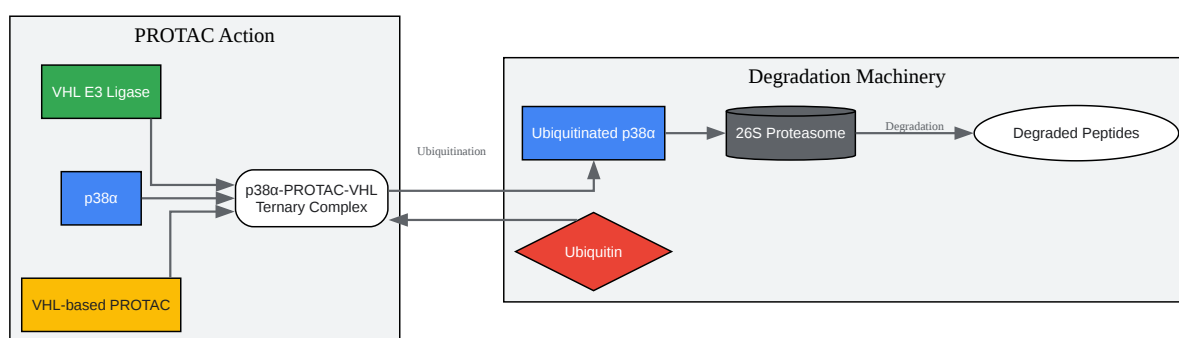 PROTAC Action
VHL E3 Ligase
p38α
VHL-based PROTAC
p38α-PROTAC-VHL
Ternary Complex
Ubiquitination
Degradation Machinery
Ubiquitinated p38α
26S Proteasome
Degradation
Degraded Peptides
Ubiquitin